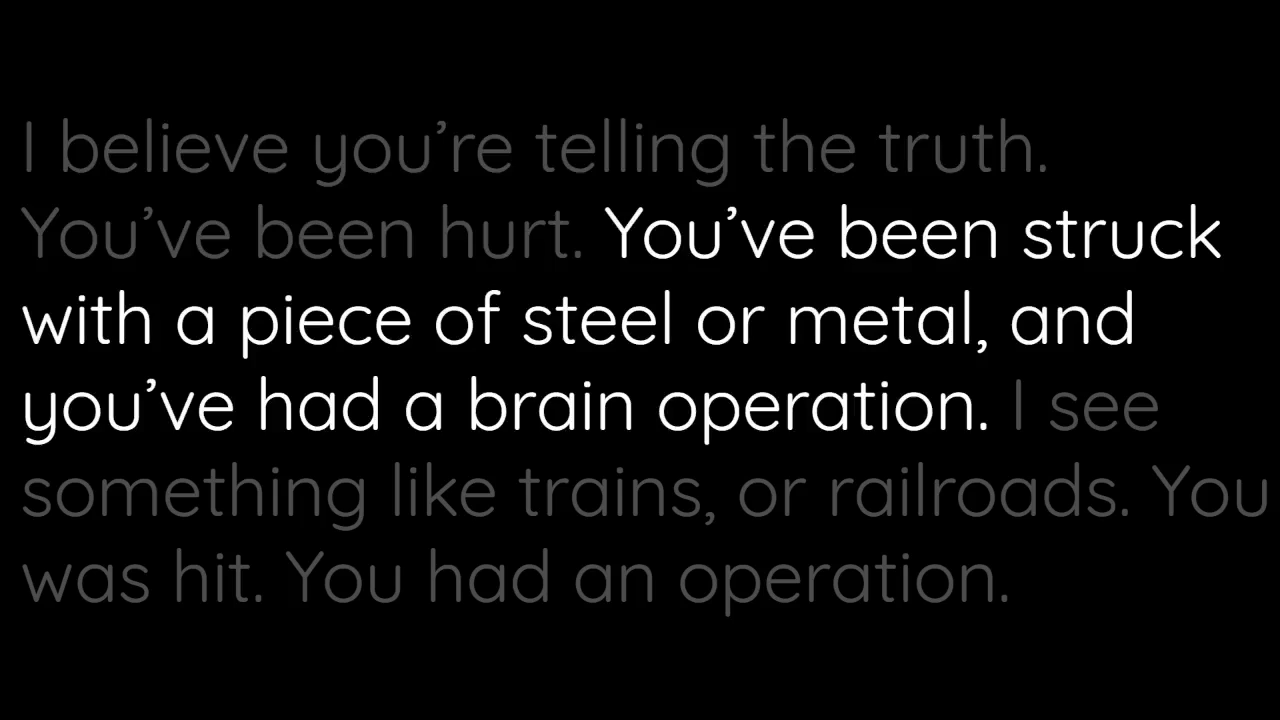 I believe you’re telling the truth.
You’ve been hurt. You’ve been struck
with a piece of steel or metal, and
you’ve had a brain operation. I see
something like trains, or railroads. You
was hit. You had an operation.